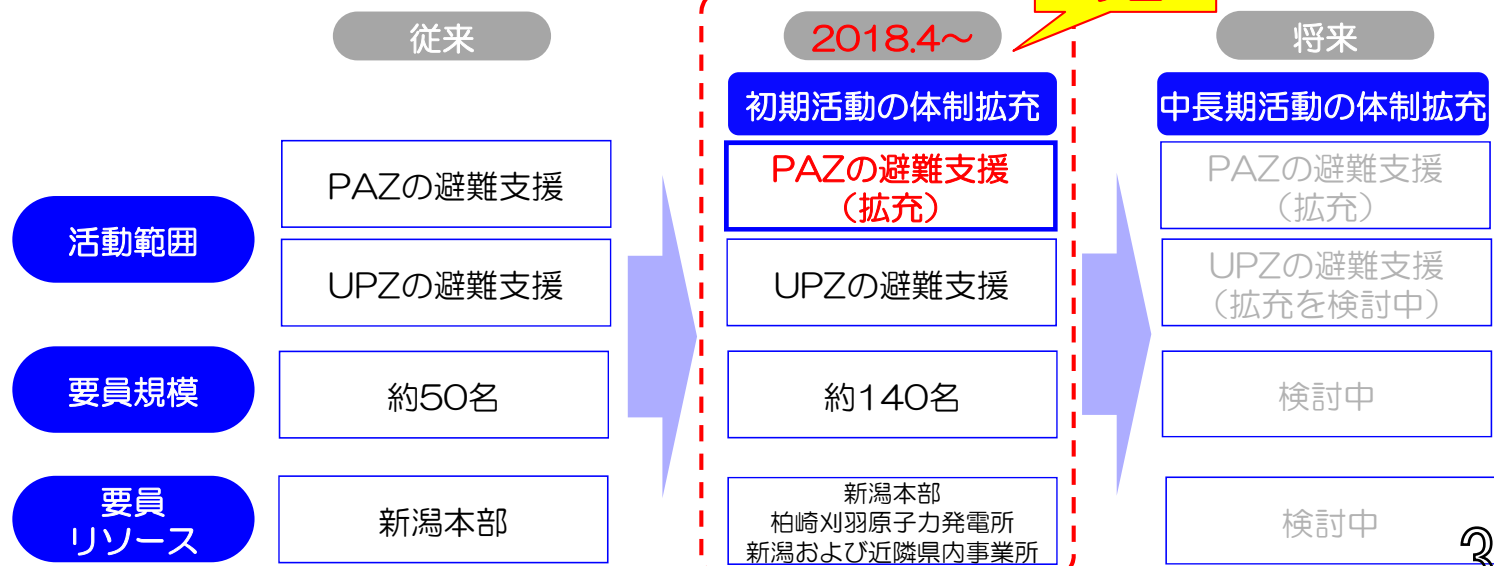 従来
2018.4～
将来
初期活動の体制拡充
中長期活動の体制拡充
活動範囲
PAZの避難支援
PAZの避難支援
（拡充）
PAZの避難支援
（拡充）
UPZの避難支援
UPZの避難支援
UPZの避難支援
（拡充を検討中）
要員規模
約50名
約140名
検討中
要員
リソース
新潟本部
新潟本部
柏崎刈羽原子力発電所
新潟および近隣県内事業所
検討中
3